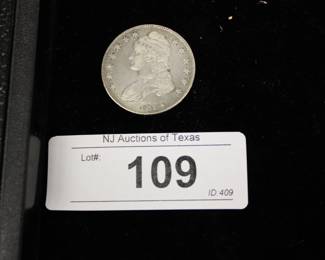 NJ Auctions of Texas
Lot#:
109
ID:409